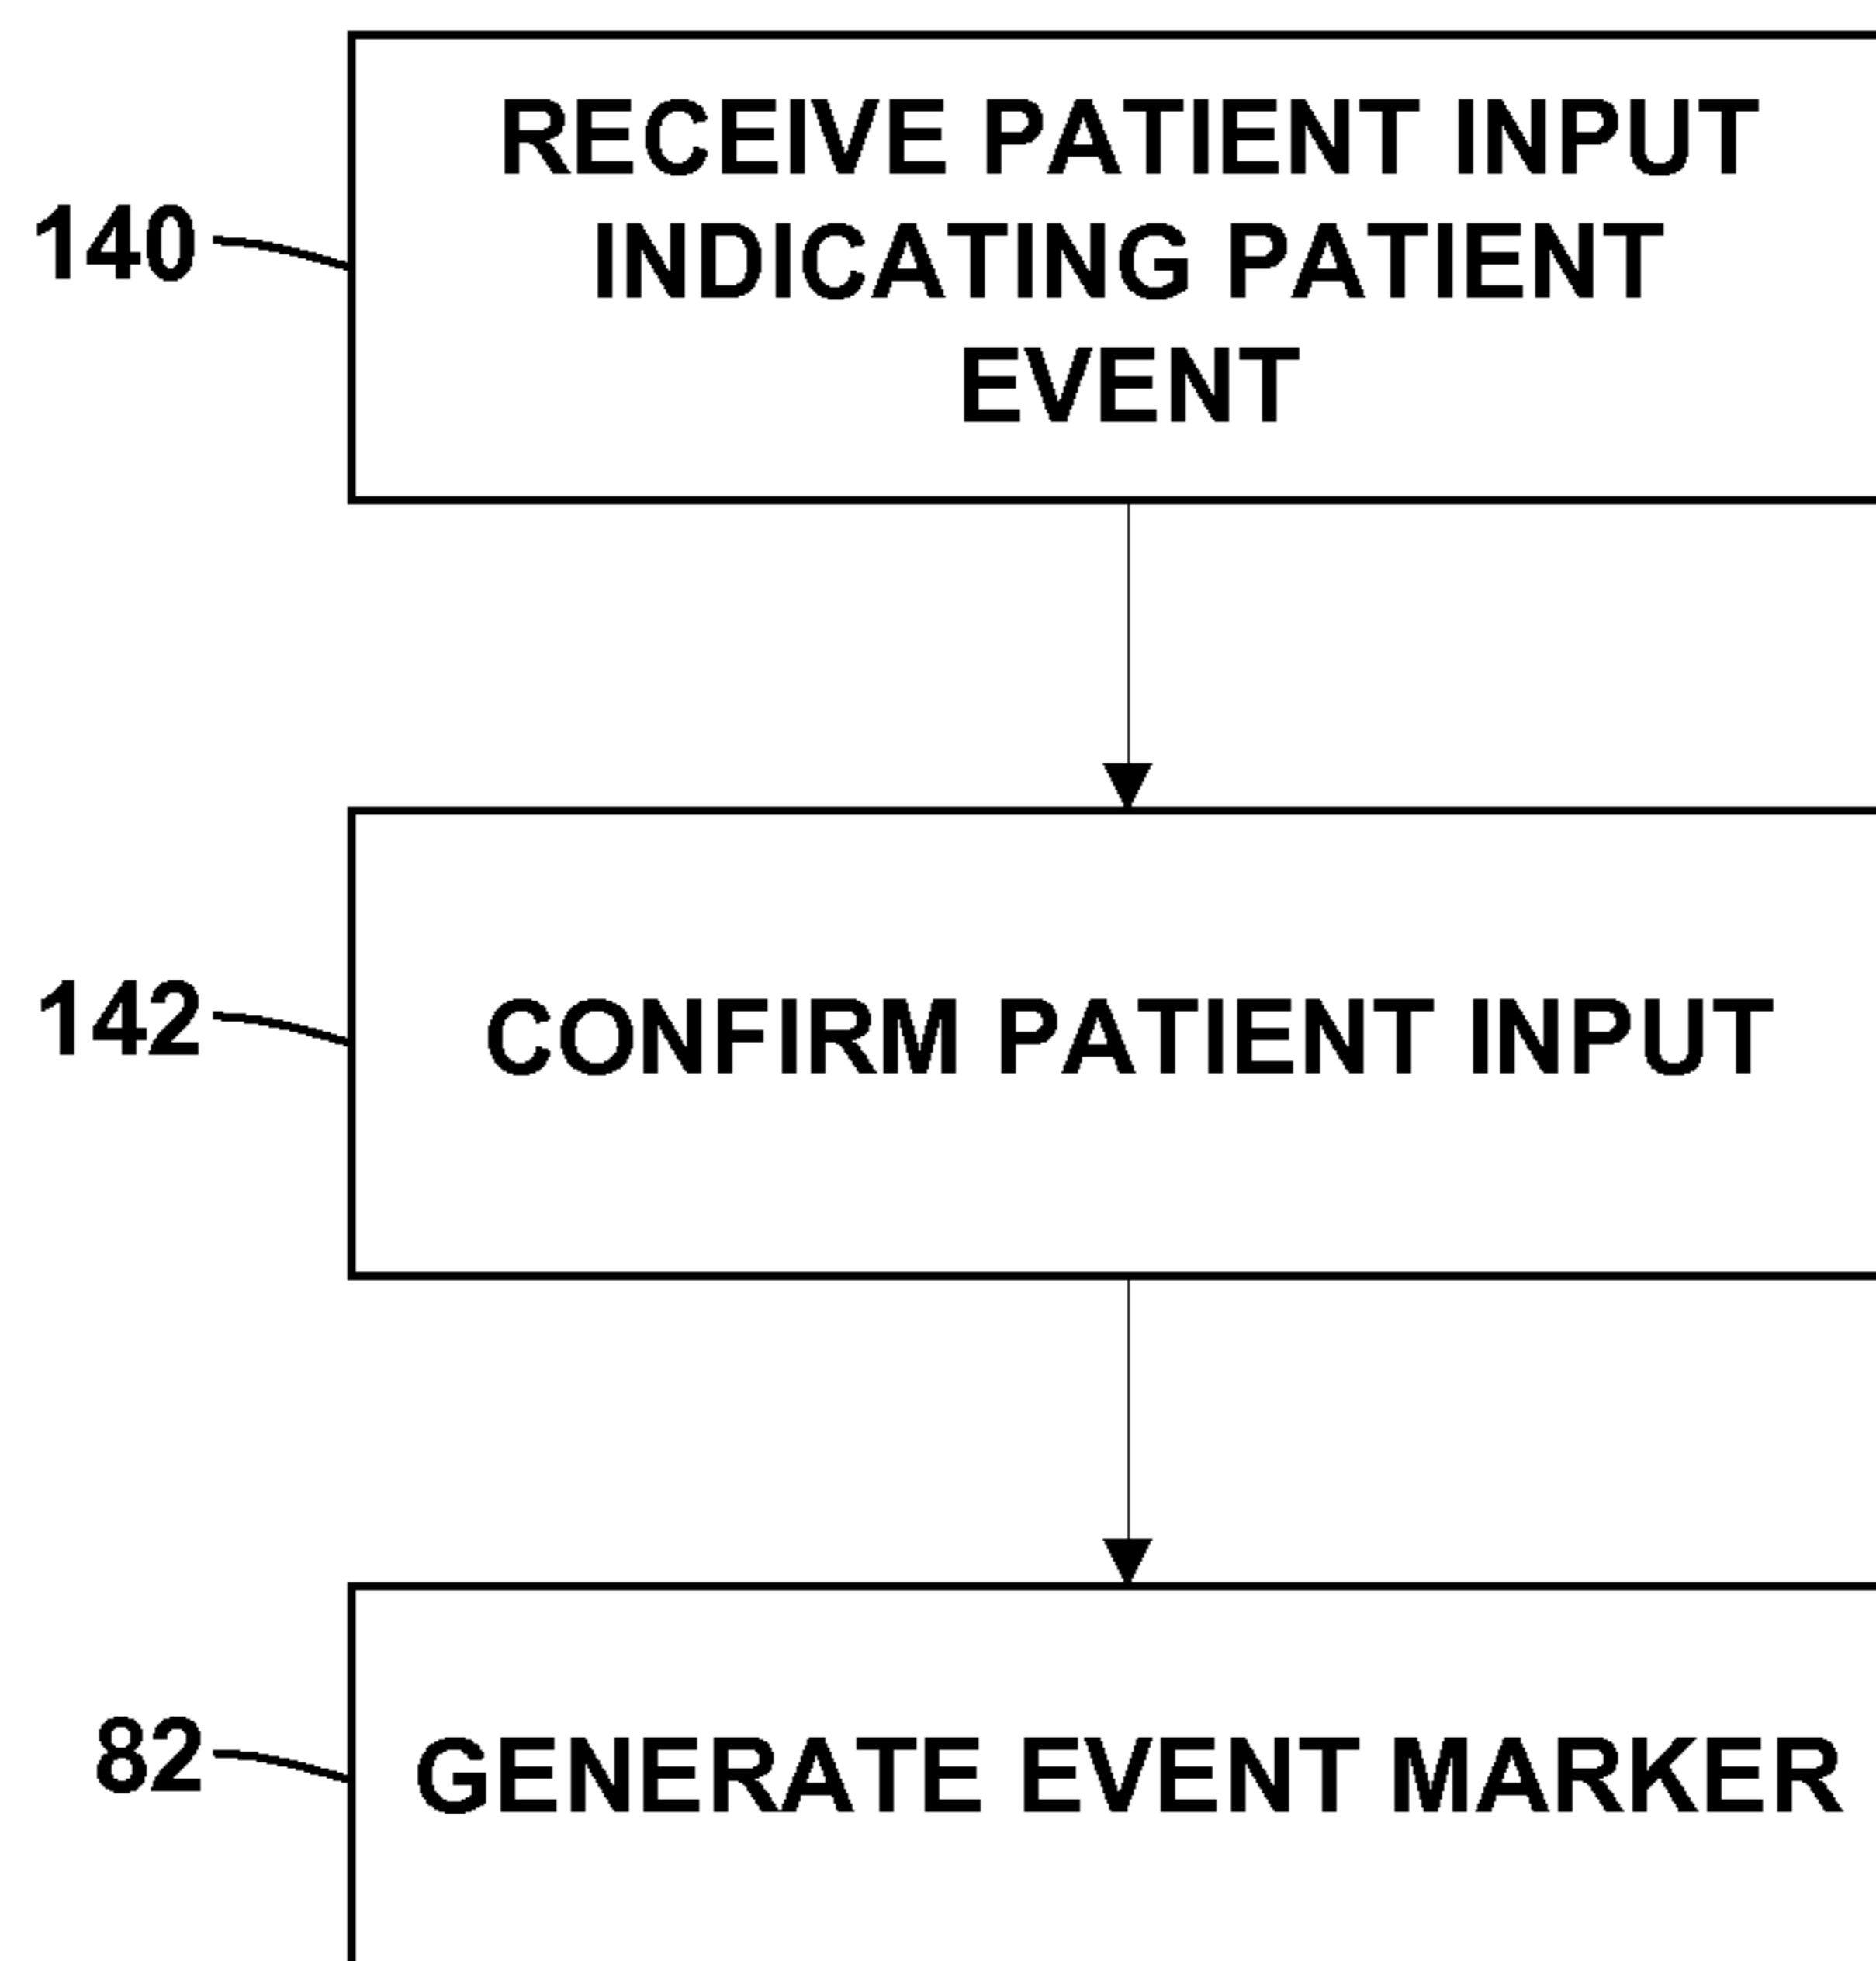 RECEIVE PATIENT INPUT
INDICATING PATIENT
EVENT
140
CONFIRM PATIENT INPUT
142
GENERATE EVENT MARKER
82